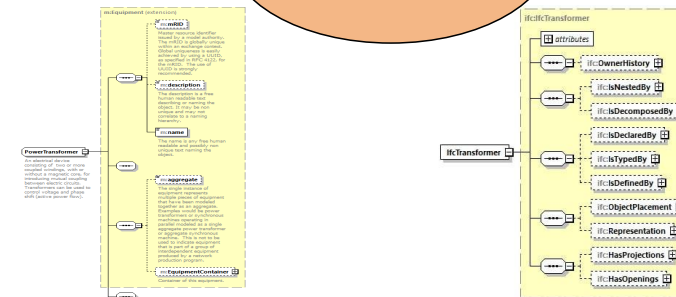 m:Equipment (extension)
m:mRID
Master resource identifier
issued by a model authority.
The mRID is globally unique
within an exchange context.
Global uniqueness is easily
achieved by using a UUID,
as specified in RFC 4122, for
the mRID. The use of
UUID is strongly
recommended.
m:description
The description is a free
human readable text
describing or naming the
object. It may be non
unique and may not
correlate to a naming
hierarchy.
m:name
The name is any free human
readable and possibly non
unique text naming the
object.
PowerTransformer
An electrical device
consisting of two or more
coupled windings, with or
without a magnetic core, for
introducing mutual coupling
between electric circuits.
Transformers can be used to
control voltage and phase
shift (active power flow).
m:aggregate
The single instance of
equipment represents
multiple pieces of equipment
that have been modeled
together as an aggregate.
Examples would be power
transformers or synchronous
machines operating in
parallel modeled as a single
aggregate power transformer
or aggregate synchronous
machine. This is not to be
used to indicate equipment
that is part of a group of
interdependent equipment
produced by a network
production program.
m:EquipmentContainer
Container of this equipment.
ifc:IfcTransformer
attributes
ifc:OwnerHistory
ifc:IsNestedBy
ifc:IsDecomposedBy
IfcTransformer
ifc:IsDeclaredBy
ifc:IsTypedBy
ifc:IsDefinedBy
ifc:ObjectPlacement
ifc:Representation
ifc:HasProjections
ifc:HasOpenings